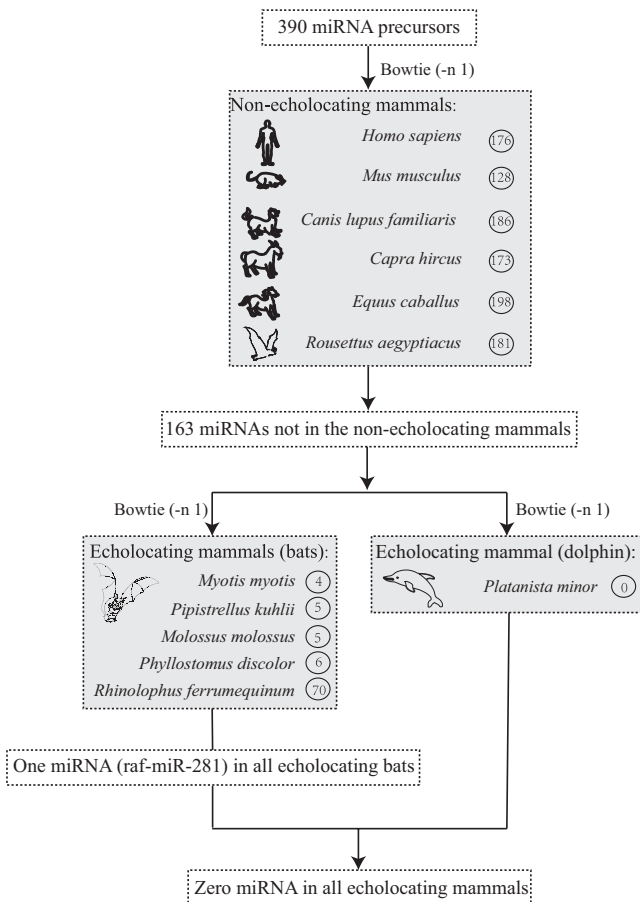 390 miRNA precursors
Bowtie (-n 1)
Non-echolocating mammals:
Homo sapiens 176
Mus musculus 128
Canis lupus familiaris 186
Capra hircus 173
Equus caballus 198
Rousettus aegyptiacus 181
163 miRNAs not in the non-echolocating mammals
Bowtie (-n 1)
Bowtie (-n 1)
Echolocating mammals (bats):
Myotis myotis 4
Pipistrellus kuhlii 5
Molossus molossus 5
Phyllostomus discolor 6
Rhinolophus ferrumequinum 70
Echolocating mammal (dolphin):
Platanista minor 0
One miRNA (raf-miR-281) in all echolocating bats
Zero miRNA in all echolocating mammals